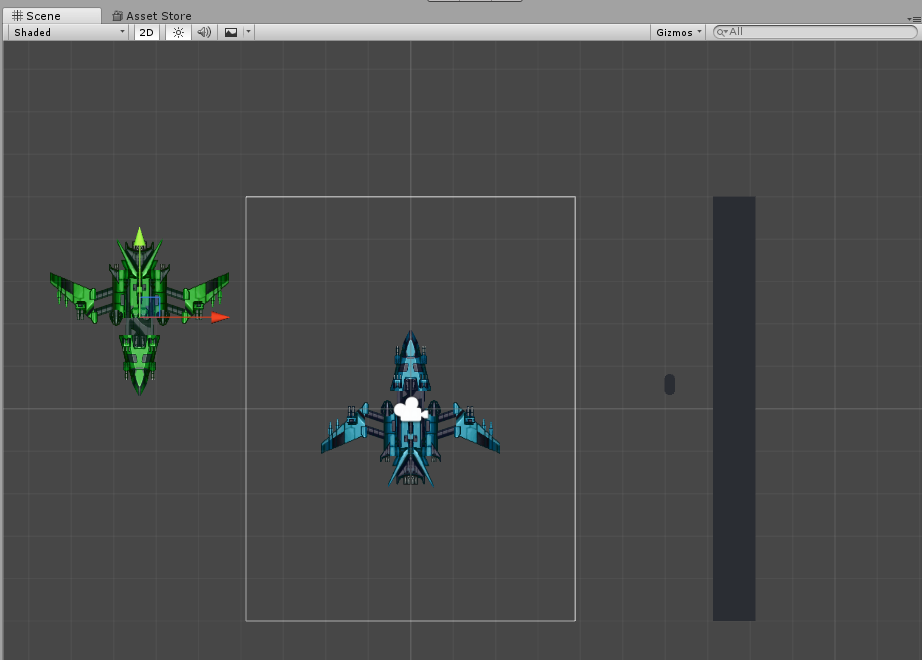 Scene
Asset Store
Shaded
2D
Gizmos
All